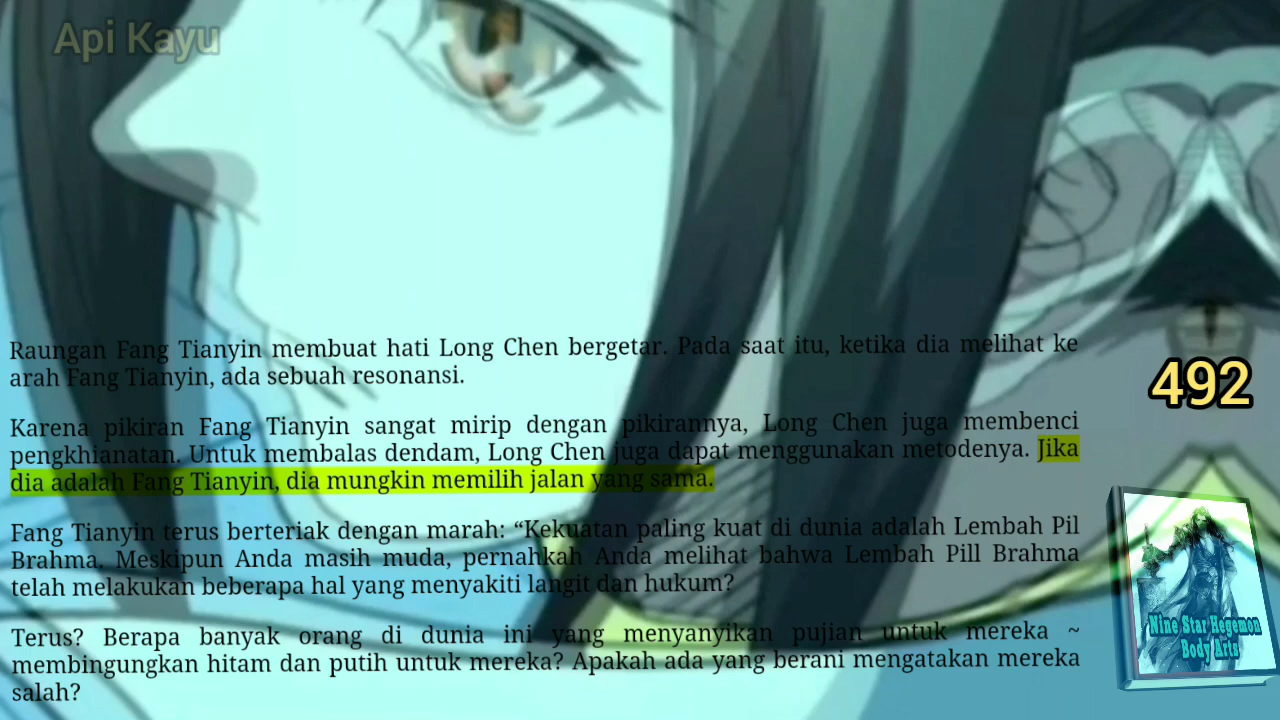 Api Kayu
Raungan Fang Tianyin membuat hati Long Chen bergetar. Pada saat itu, ketika dia melihat ke
arah Fang Tianyin, ada sebuah resonansi.
Karena pikiran Fang Tianyin sangat mirip dengan pikirannya, Long Chen juga membenci
pengkhianatan. Untuk membalas dendam, Long Chen juga dapat menggunakan metodenya. Jika
dia adalah Fang Tianyin, dia mungkin memilih jalan yang sama.
Fang Tianyin terus berteriak dengan marah: “Kekuatan paling kuat di dunia adalah Lembah Pil
Brahma. Meskipun Anda masih muda, pernahkah Anda melihat bahwa Lembah Pill Brahma
telah melakukan beberapa hal yang menyakiti langit dan hukum?
Terus? Berapa banyak orang di dunia ini yang menyanyikan pujian untuk mereka ~
membingungkan hitam dan putih untuk mereka? Apakah ada yang berani mengatakan mereka
salah?
492
Nine Star Hegemon
Body Arts